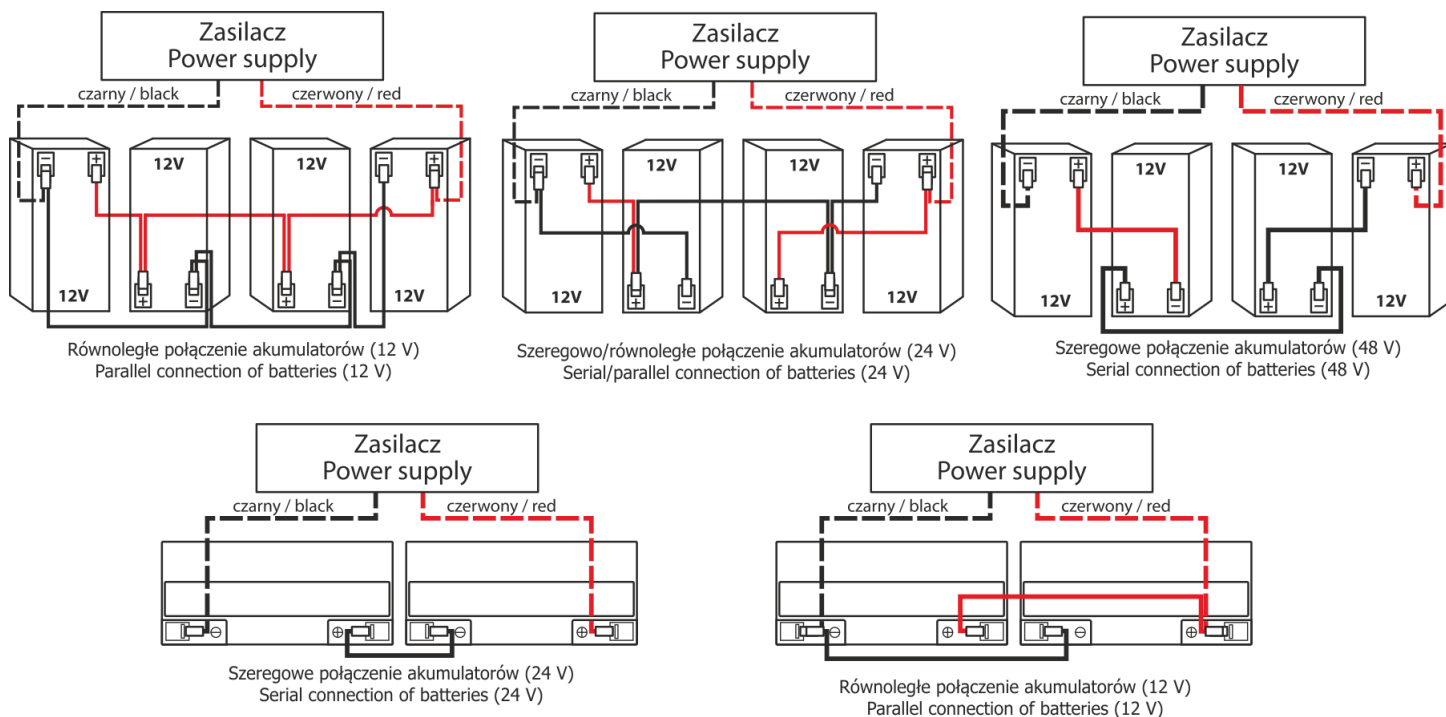 Zasilacz
Power supply
czarny / black
czerwony / red
− + 12V 12V − +
12V + − + − 12V
Równoległe połączenie akumulatorów (12 V)
Parallel connection of batteries (12 V)
Zasilacz
Power supply
czarny / black
czerwony / red
− + 12V 12V − +
12V + − + − 12V
Szeregowo/równoległe połączenie akumulatorów (24 V)
Serial/parallel connection of batteries (24 V)
Zasilacz
Power supply
czarny / black
czerwony / red
− + 12V 12V − +
12V + − + − 12V
Szeregowe połączenie akumulatorów (48 V)
Serial connection of batteries (48 V)
Zasilacz
Power supply
czarny / black
czerwony / red
⊖ ⊕ ⊖ ⊕
Szeregowe połączenie akumulatorów (24 V)
Serial connection of batteries (24 V)
Zasilacz
Power supply
czarny / black
czerwony / red
⊖ ⊕ ⊖ ⊕
Równoległe połączenie akumulatorów (12 V)
Parallel connection of batteries (12 V)